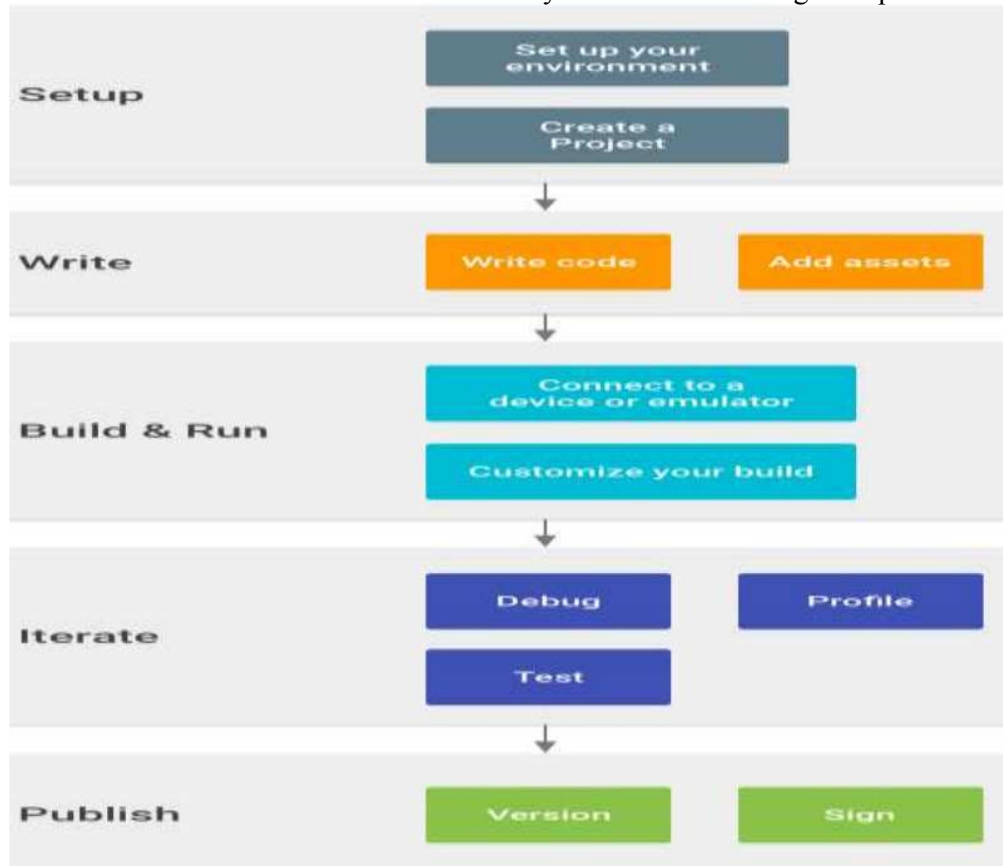 Setup
Set up your
environment
Create a
Project
Write
Write code
Add assets
Build & Run
Connect to a
device or emulator
Customize your build
Iterate
Debug
Profile
Test
Publish
Version
Sign